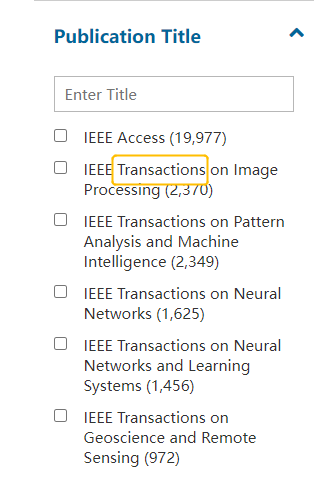 Publication Title
Enter Title
IEEE Access (19,977)
IEEE Transactions on Image
Processing (2,370)
IEEE Transactions on Pattern
Analysis and Machine
Intelligence (2,349)
IEEE Transactions on Neural
Networks (1,625)
IEEE Transactions on Neural
Networks and Learning
Systems (1,456)
IEEE Transactions on
Geoscience and Remote
Sensing (972)